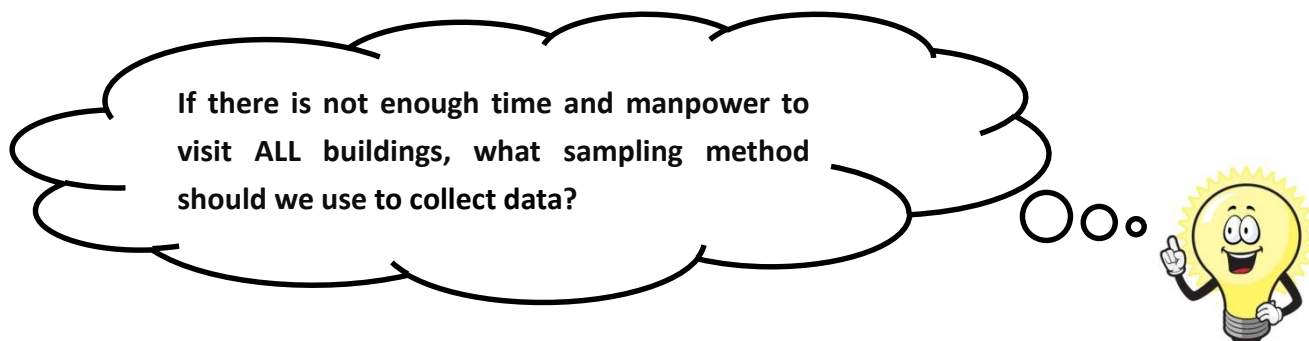 If there is not enough time and manpower to
visit ALL buildings, what sampling method
should we use to collect data?